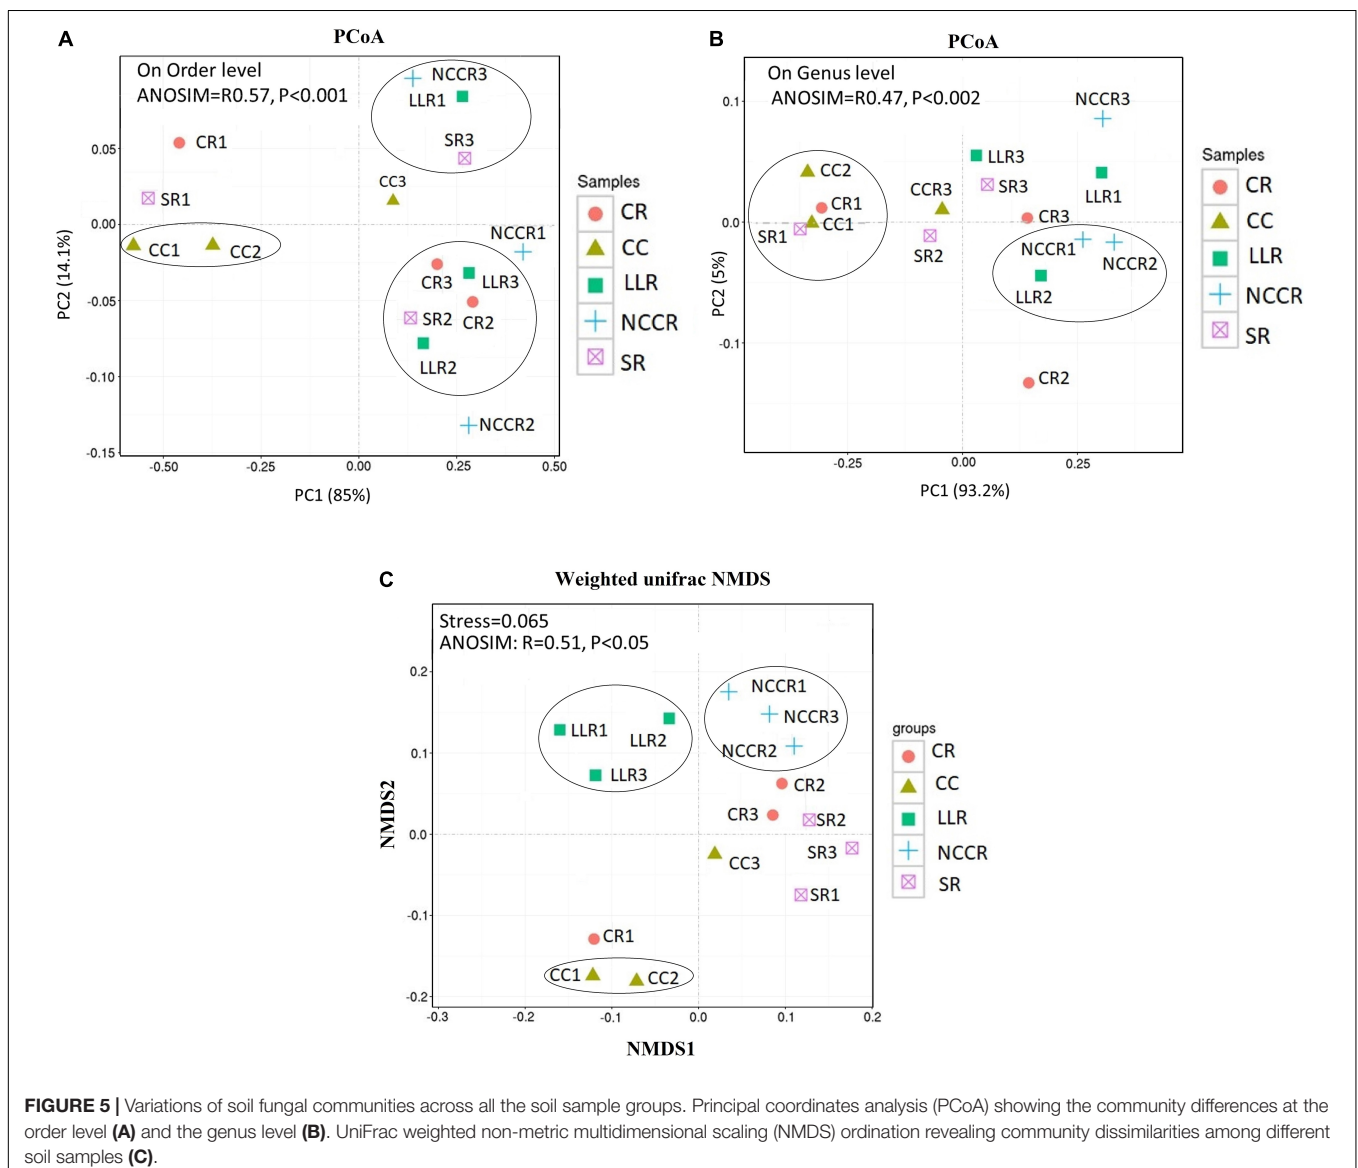 A
PCoA
On Order level
ANOSIM=R0.57, P<0.001
NCCR3
LLR1
SR3
CR1
SR1
CC3
CC1
CC2
NCCR1
CR3
LLR3
SR2
CR2
LLR2
NCCR2
0.05
0.00
-0.05
-0.10
-0.15
PC2 (14.1%)
-0.50
-0.25
0.00
0.25
0.50
PC1 (85%)
Samples
CR
CC
LLR
NCCR
SR
B
PCoA
On Genus level
ANOSIM=R0.47, P<0.002
NCCR3
LLR3
SR3
LLR1
CC2
CR1
CC1
SR1
CCR3
SR2
CR3
NCCR1
NCCR2
LLR2
CR2
0.1
0.0
-0.1
PC2 (5%)
-0.25
0.00
0.25
PC1 (93.2%)
Samples
CR
CC
LLR
NCCR
SR
C
Weighted unifrac NMDS
Stress=0.065
ANOSIM: R=0.51, P<0.05
NCCR1
NCCR3
NCCR2
LLR1
LLR2
LLR3
CR2
CR3
SR2
SR3
CC3
SR1
CR1
CC1
CC2
0.2
0.1
0.0
-0.1
-0.2
NMDS2
-0.3
-0.2
-0.1
0.0
0.1
0.2
NMDS1
groups
CR
CC
LLR
NCCR
SR
FIGURE 5 | Variations of soil fungal communities across all the soil sample groups. Principal coordinates analysis (PCoA) showing the community differences at the
order level (A) and the genus level (B). UniFrac weighted non-metric multidimensional scaling (NMDS) ordination revealing community dissimilarities among different
soil samples (C).